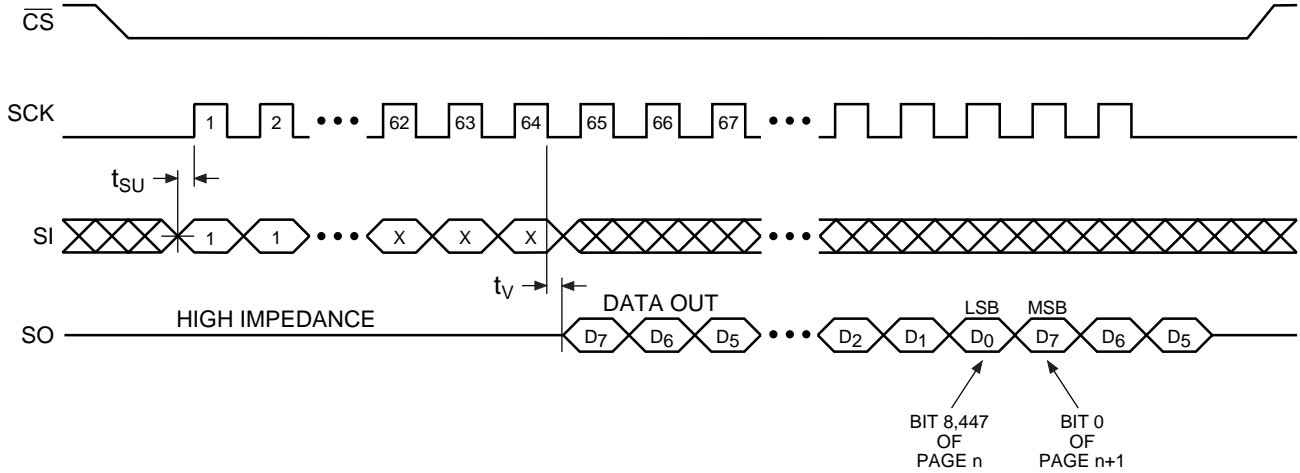 CS
SCK
1 2 ••• 62 63 64 65 66 67 •••
tSU
SI
1 1 ••• X X X •••
tV
DATA OUT
LSB MSB
HIGH IMPEDANCE
SO
D7 D6 D5 ••• D2 D1 D0 D7 D6 D5
BIT 8,447
OF
PAGE n
BIT 0
OF
PAGE n+1